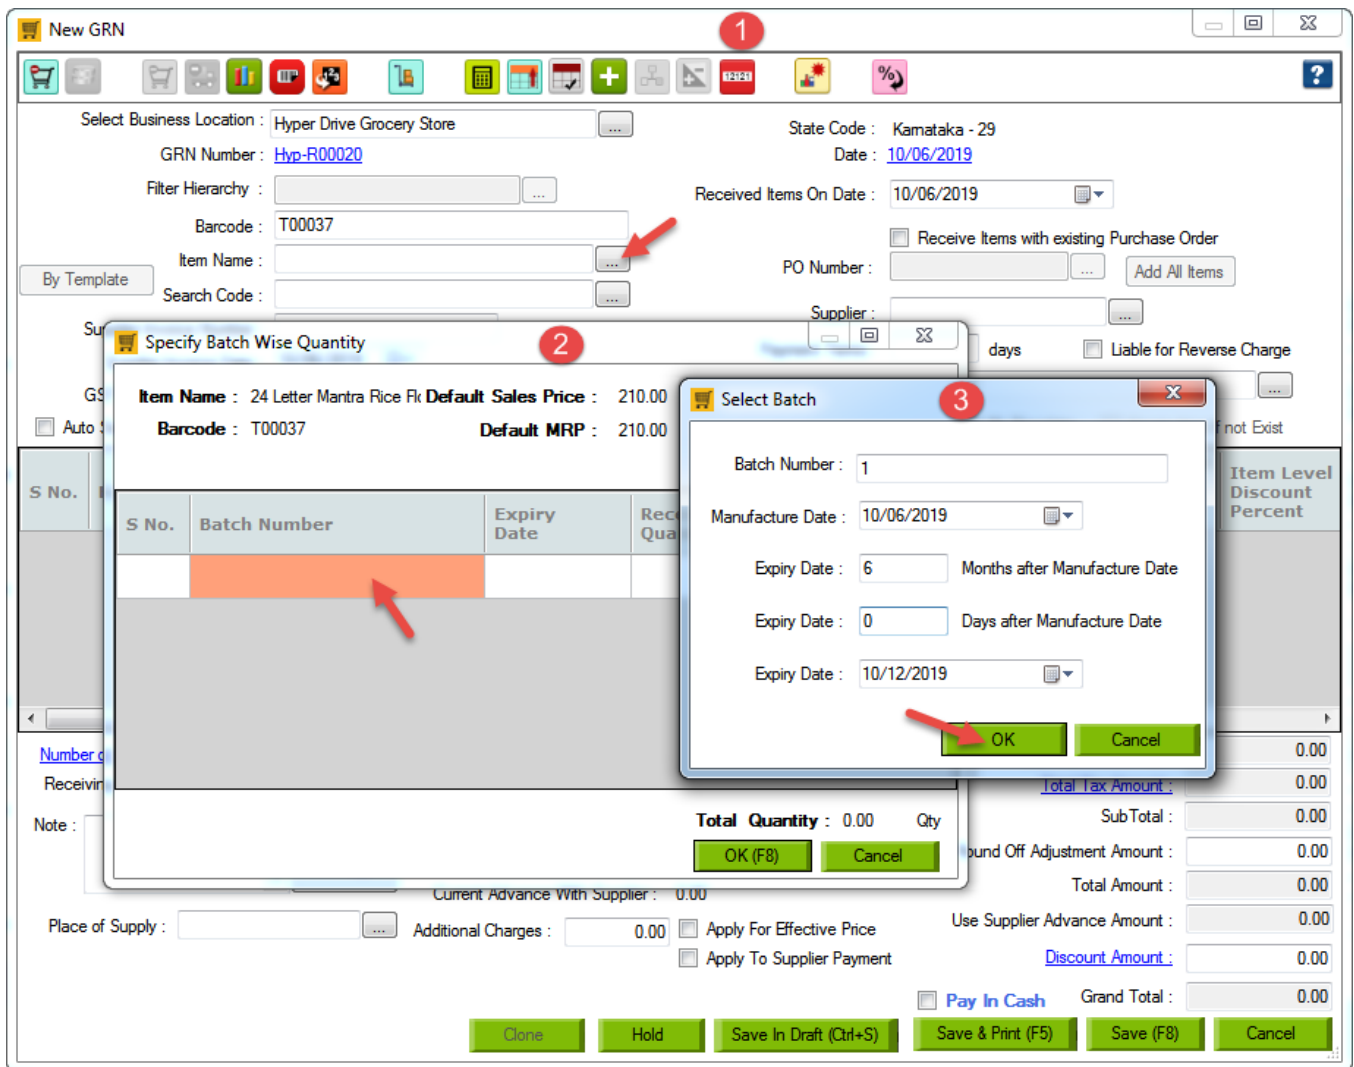 New GRN
1
12121
%
?
Select Business Location : Hyper Drive Grocery Store ...
State Code : Karnataka - 29
GRN Number : Hyp-R00020
Date : 10/06/2019
Filter Hierarchy : ...
Received Items On Date : 10/06/2019
Barcode : T00037
Receive Items with existing Purchase Order
Item Name : ...
PO Number : ... Add All Items
By Template
Search Code : ...
Supplier : ...
Specify Batch Wise Quantity 2
days Liable for Reverse Charge
GS
...
Item Name : 24 Letter Mantra Rice Flc Default Sales Price : 210.00
Auto
Barcode : T00037 Default MRP : 210.00
not Exist
Select Batch 3
Batch Number : 1
Manufacture Date : 10/06/2019
Expiry Date : 6 Months after Manufacture Date
Expiry Date : 0 Days after Manufacture Date
Expiry Date : 10/12/2019
OK Cancel
S No.
Item Level Discount Percent
S No. Batch Number Expiry Date Rec Qua
Number
0.00
Receivin
Total Tax Amount : 0.00
Note :
Total Quantity : 0.00 Qty
SubTotal : 0.00
OK (F8) Cancel
und Off Adjustment Amount : 0.00
Current Advance With Supplier : 0.00
Total Amount : 0.00
Place of Supply : ...
Additional Charges : 0.00
Apply For Effective Price
Use Supplier Advance Amount : 0.00
Apply To Supplier Payment
Discount Amount : 0.00
Pay In Cash
Grand Total : 0.00
Clone Hold Save In Draft (Ctrl+S) Save & Print (F5) Save (F8) Cancel